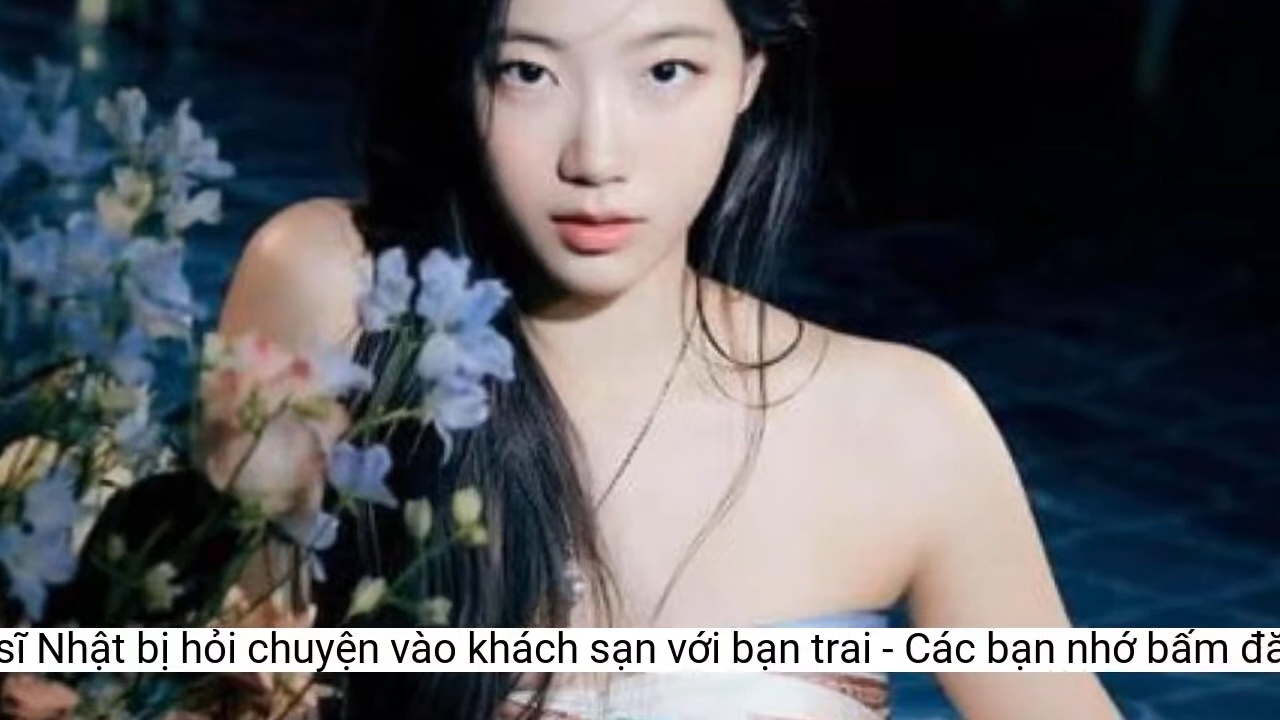 sĩ Nhật bị hỏi chuyện vào khách sạn với bạn trai - Các bạn nhớ bấm đă